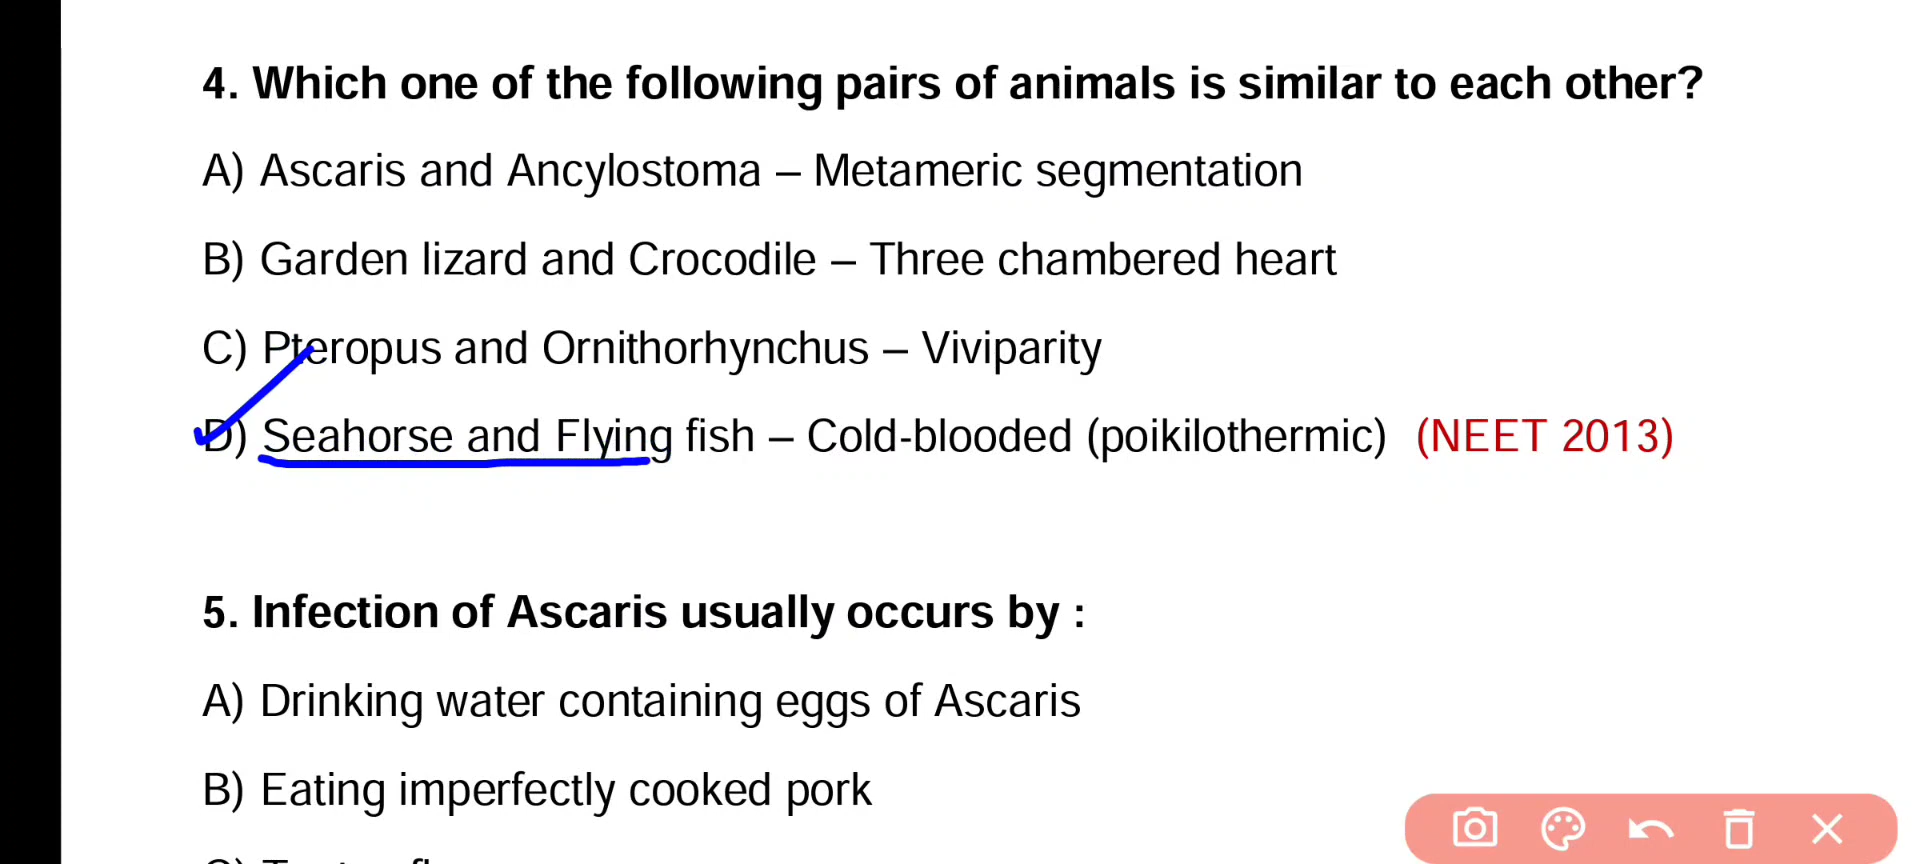 4. Which one of the following pairs of animals is similar to each other?
A) Ascaris and Ancylostoma – Metameric segmentation
B) Garden lizard and Crocodile – Three chambered heart
C) Pteropus and Ornithorhynchus – Viviparity
D) Seahorse and Flying fish – Cold-blooded (poikilothermic) (NEET 2013)
5. Infection of Ascaris usually occurs by :
A) Drinking water containing eggs of Ascaris
B) Eating imperfectly cooked pork